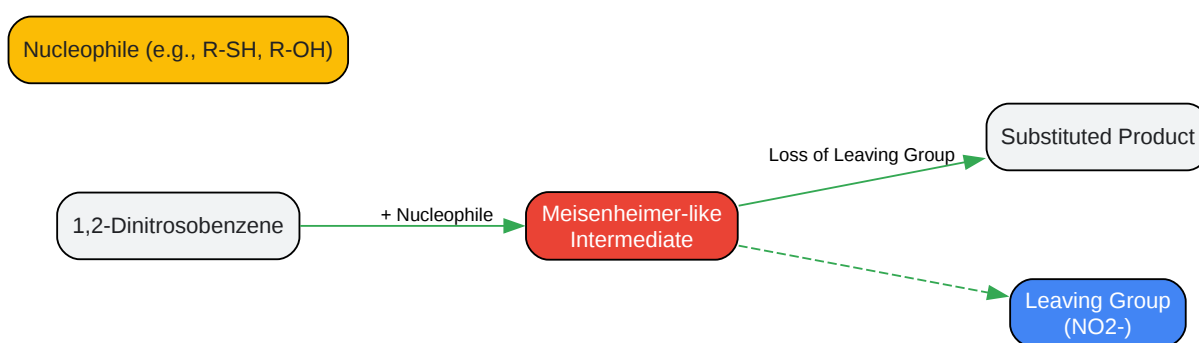 Nucleophile (e.g., R-SH, R-OH)
Substituted Product
Loss of Leaving Group
1,2-Dinitrosobenzene
+ Nucleophile
Meisenheimer-like
Intermediate
Leaving Group
(NO2-)